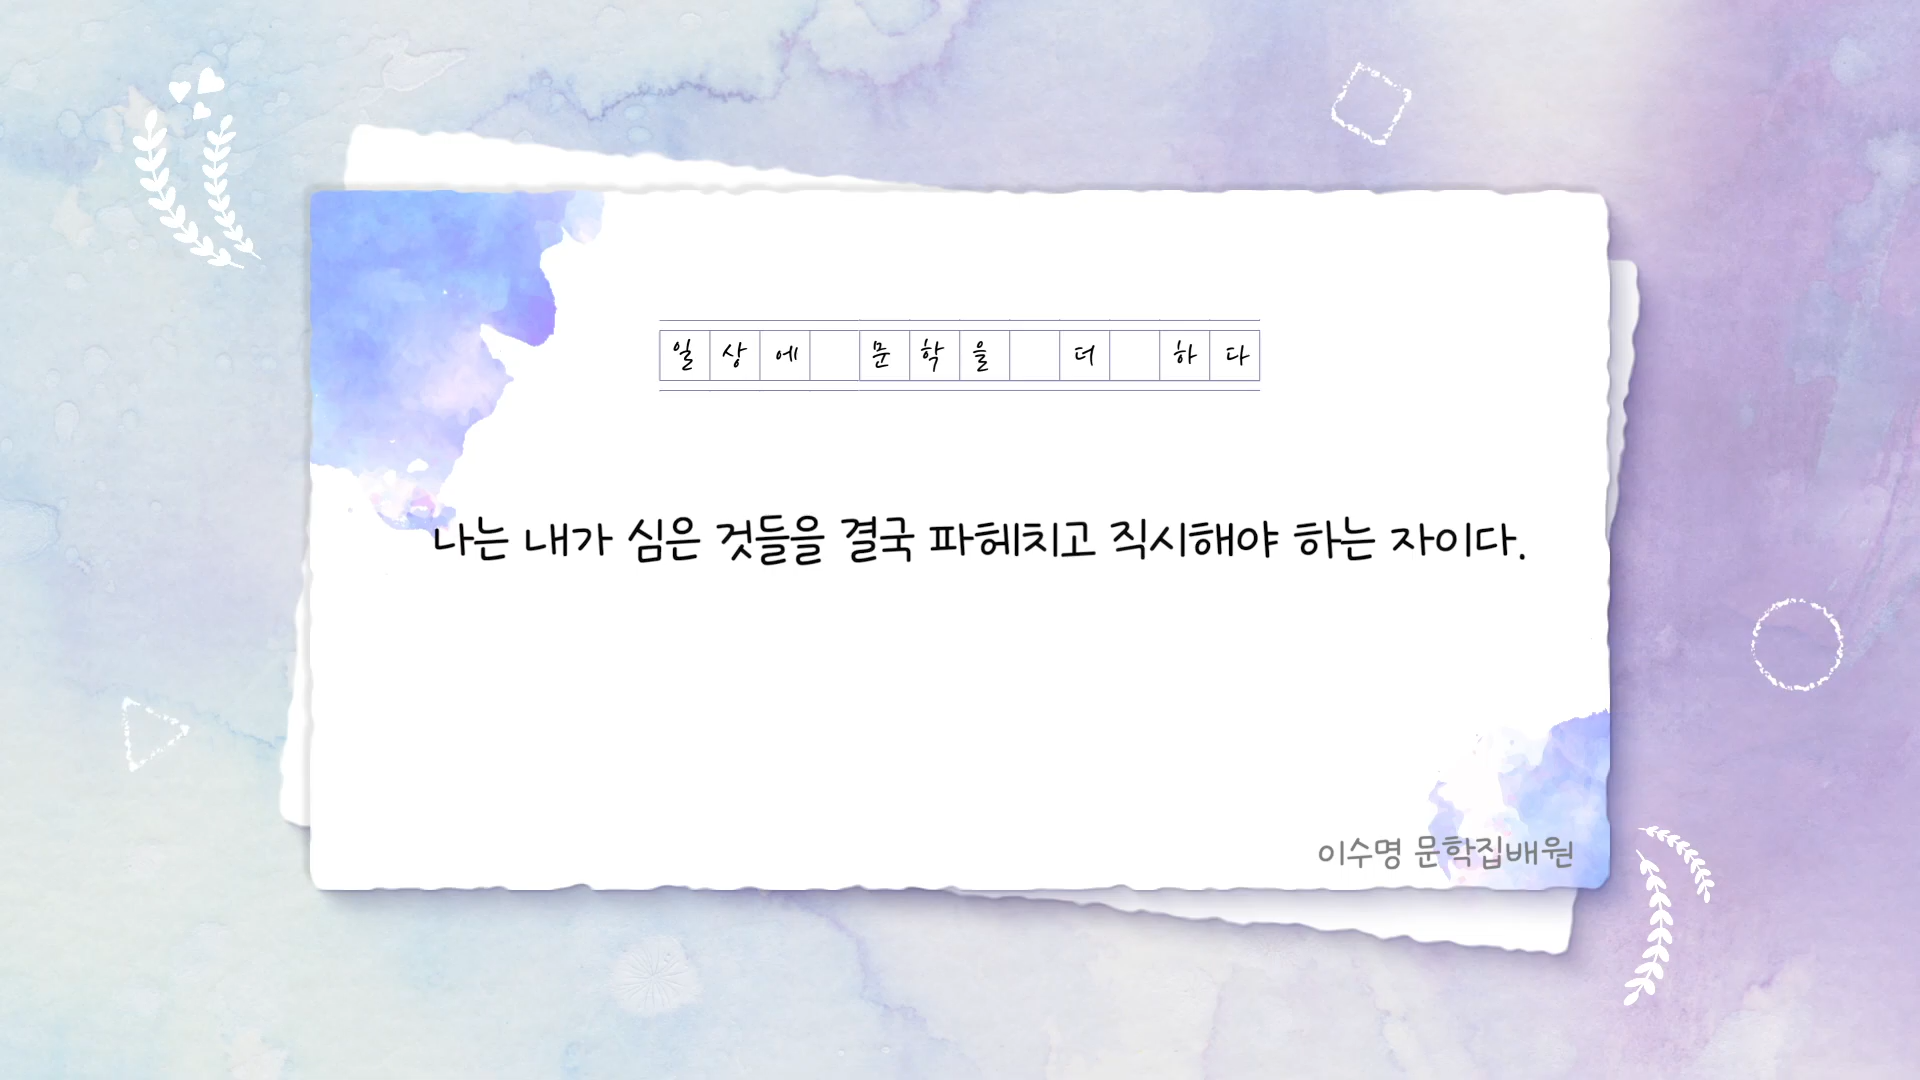 일상에 문학을 더 하다
나는 내가 심은 것들을 결국 파헤치고 직시해야 하는 자이다.
이수명 문학집배원